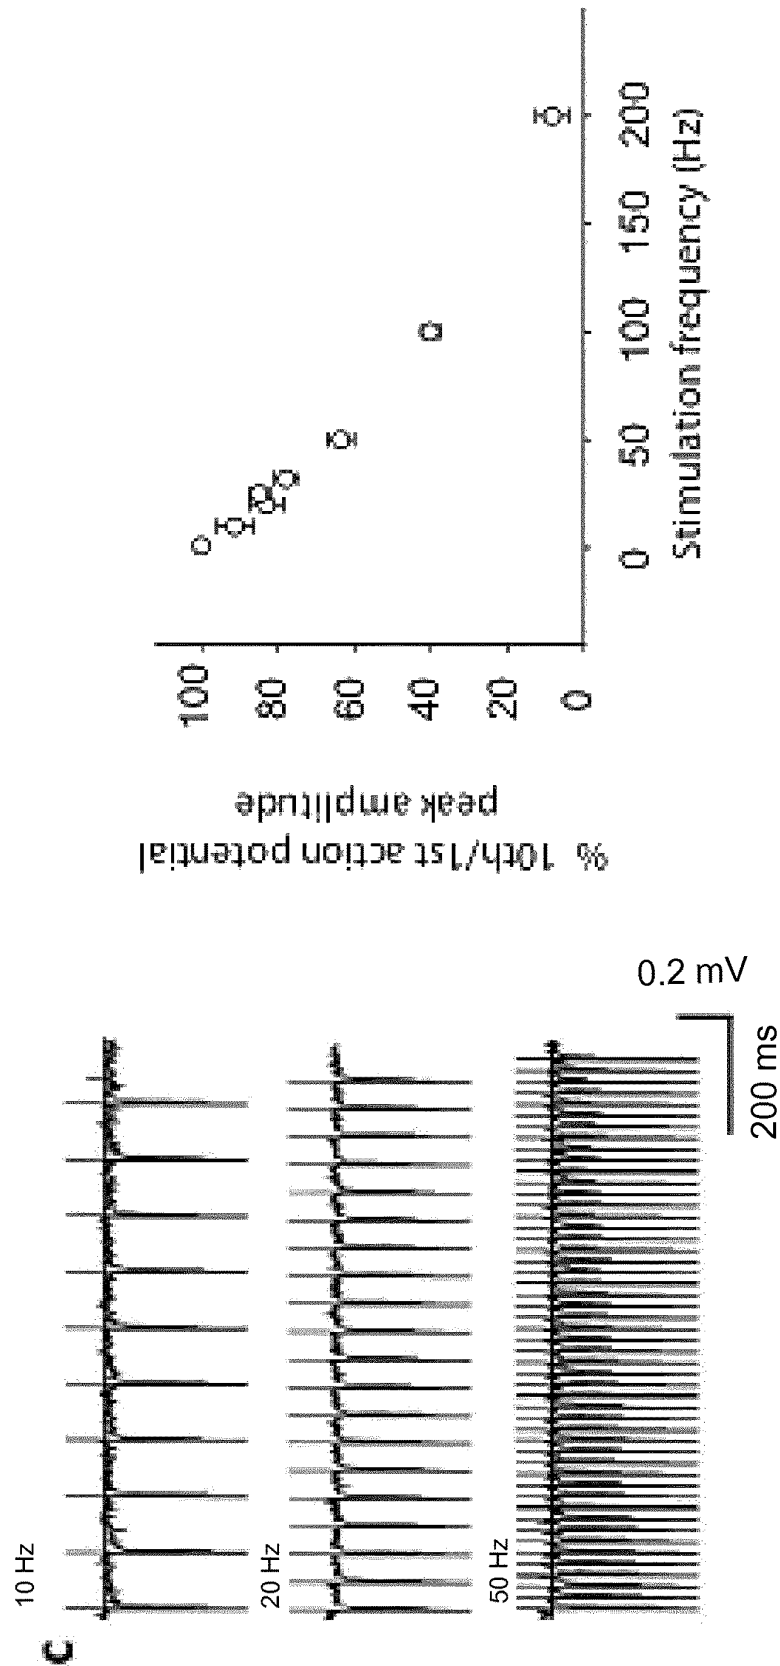 C
10 Hz
20 Hz
50 Hz
0.2 mV
200 ms
% 10th/1st action potential
peak amplitude
100
80
60
40
20
0
0
50
100
150
200
Stimulation frequency (Hz)